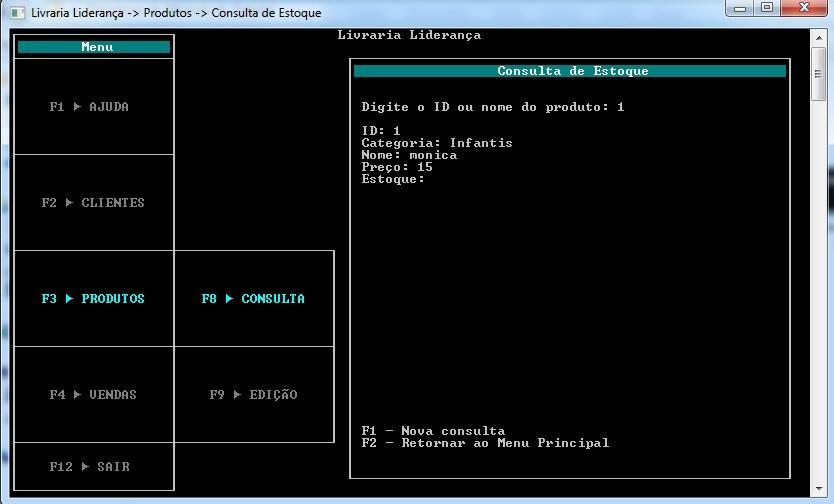 Livraria Liderança -> Produtos -> Consulta de Estoque
Livraria Liderança
Menu
F1 ► AJUDA
F2 ► CLIENTES
F3 ► PRODUTOS
F8 ► CONSULTA
F4 ► VENDAS
F9 ► EDIÇÃO
F12 ► SAIR
Consulta de Estoque
Digite o ID ou nome do produto: 1
ID: 1
Categoria: Infantis
Nome: monica
Preço: 15
Estoque:
F1 - Nova consulta
F2 - Retornar ao Menu Principal